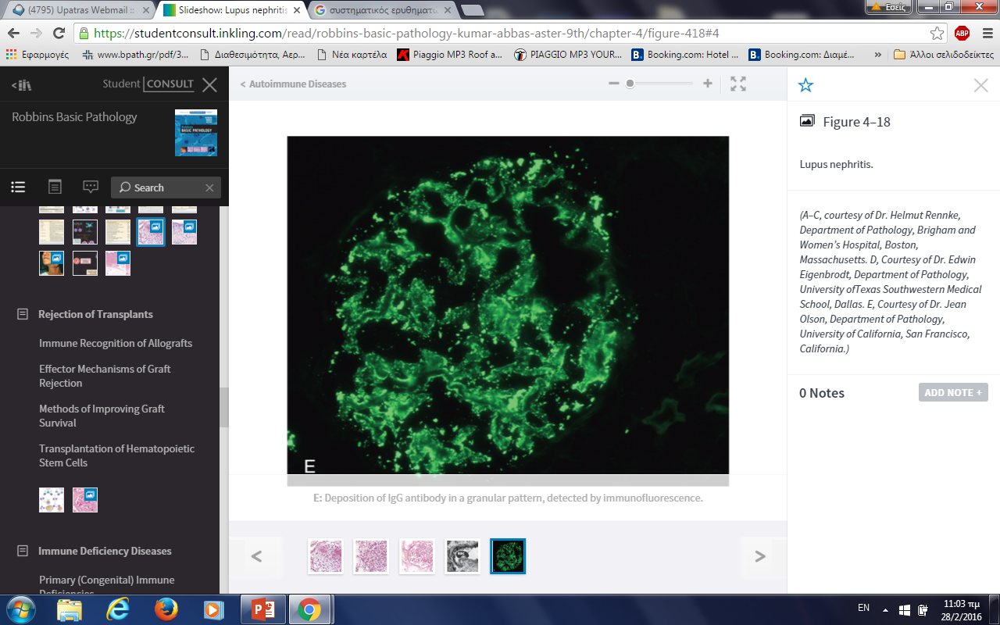 (4795) Upatras Webmail ::
Slideshow: Lupus nephritis
συστηματικός ερυθηματώ
Εσείς
https://studentconsult.inkling.com/read/robbins-basic-pathology-kumar-abbas-aster-9th/chapter-4/figure-418#4
ABP
Εφαρμογές
www.bpath.gr/pdf/3...
Διαθεσιμότητα, Αερ...
Νέα καρτέλα
Piaggio MP3 Roof a...
PIAGGIO MP3 YOUR...
Booking.com: Hotel ...
Booking.com: Διαμέ...
»
Άλλοι σελιδοδείκτες
Student CONSULT
Robbins Basic Pathology
Search
Rejection of Transplants
Immune Recognition of Allografts
Effector Mechanisms of Graft
Rejection
Methods of Improving Graft
Survival
Transplantation of Hematopoietic
Stem Cells
Immune Deficiency Diseases
Primary (Congenital) Immune
Deficiencies
< Autoimmune Diseases
E
E: Deposition of IgG antibody in a granular pattern, detected by immunofluorescence.
Figure 4–18
Lupus nephritis.
(A–C, courtesy of Dr. Helmut Rennke,
Department of Pathology, Brigham and
Women's Hospital, Boston,
Massachusetts. D, Courtesy of Dr. Edwin
Eigenbrodt, Department of Pathology,
University ofTexas Southwestern Medical
School, Dallas. E, Courtesy of Dr. Jean
Olson, Department of Pathology,
University of California, San Francisco,
California.)
0 Notes
ADD NOTE +
EN
11:03 πμ
28/2/2016